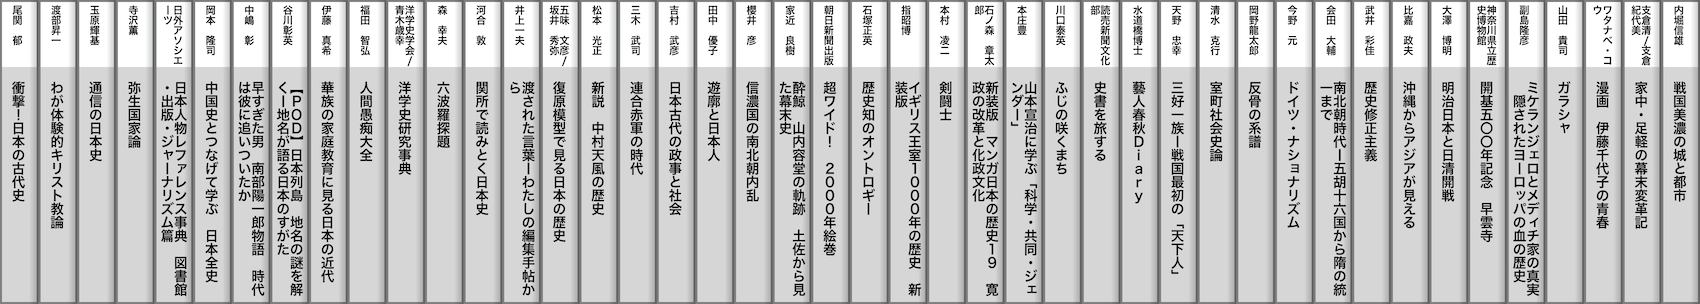 内堀信雄
戦国美濃の城と都市
支倉清/支倉
紀代美
家中・足軽の幕末変革記
ワタナベ・コ
ウ
漫画　伊藤千代子の青春
山田　貴司
ガラシャ
副島隆彦
ミケランジェロとメディチ家の真実
隠されたヨーロッパの血の歴史
神奈川県立歴
史博物館
開基五〇〇年記念　早雲寺
大澤　博明
明治日本と日清開戦
比嘉　政夫
沖縄からアジアが見える
武井　彩佳
歴史修正主義
会田　大輔
南北朝時代ー五胡十六国から隋の統
一まで
今野　元
ドイツ・ナショナリズム
岡野龍太郎
反骨の系譜
清水　克行
室町社会史論
天野　忠幸
三好一族ー戦国最初の「天下人」
水道橋博士
藝人春秋Diary
読売新聞文化
部
史書を旅する
川口泰英
ふじの咲くまち
本庄豊
山本宣治に学ぶ「科学・共同・ジェ
ンダー」
石ノ森　章太
郎
新装版　マンガ日本の歴史19　寛
政の改革と化政文化
本村　凌二
剣闘士
指昭博
イギリス王室1000年の歴史　新
装版
石塚正英
歴史知のオントロギー
朝日新聞出版
超ワイド！　2000年絵巻
家近　良樹
酔鯨　山内容堂の軌跡　土佐から見
た幕末史
櫻井　彦
信濃国の南北朝内乱
田中　優子
遊廓と日本人
吉村　武彦
日本古代の政事と社会
三木　武司
連合赤軍の時代
松本　光正
新説　中村天風の歴史
五味　文彦/
坂井　秀弥
復原模型で見る日本の歴史
井上一夫
渡された言葉ーわたしの編集手帖か
ら
河合　敦
関所で読みとく日本史
森　幸夫
六波羅探題
洋学史学会/
青木歳幸
洋学史研究事典
福田　智弘
人間愚痴大全
伊藤　真希
華族の家庭教育に見る日本の近代
谷川彰英
【POD】日本列島　地名の謎を解
くー地名が語る日本のすがた
中嶋　彰
早すぎた男　南部陽一郎物語　時代
は彼に追いついたか
岡本　隆司
中国史とつなげて学ぶ　日本全史
日外アソシエ
ーツ
日本人物レファレンス事典　図書館
・出版・ジャーナリズム篇
寺沢薫
弥生国家論
玉原輝基
通信の日本史
渡部昇一
わが体験的キリスト教論
尾関　郁
衝撃！日本の古代史